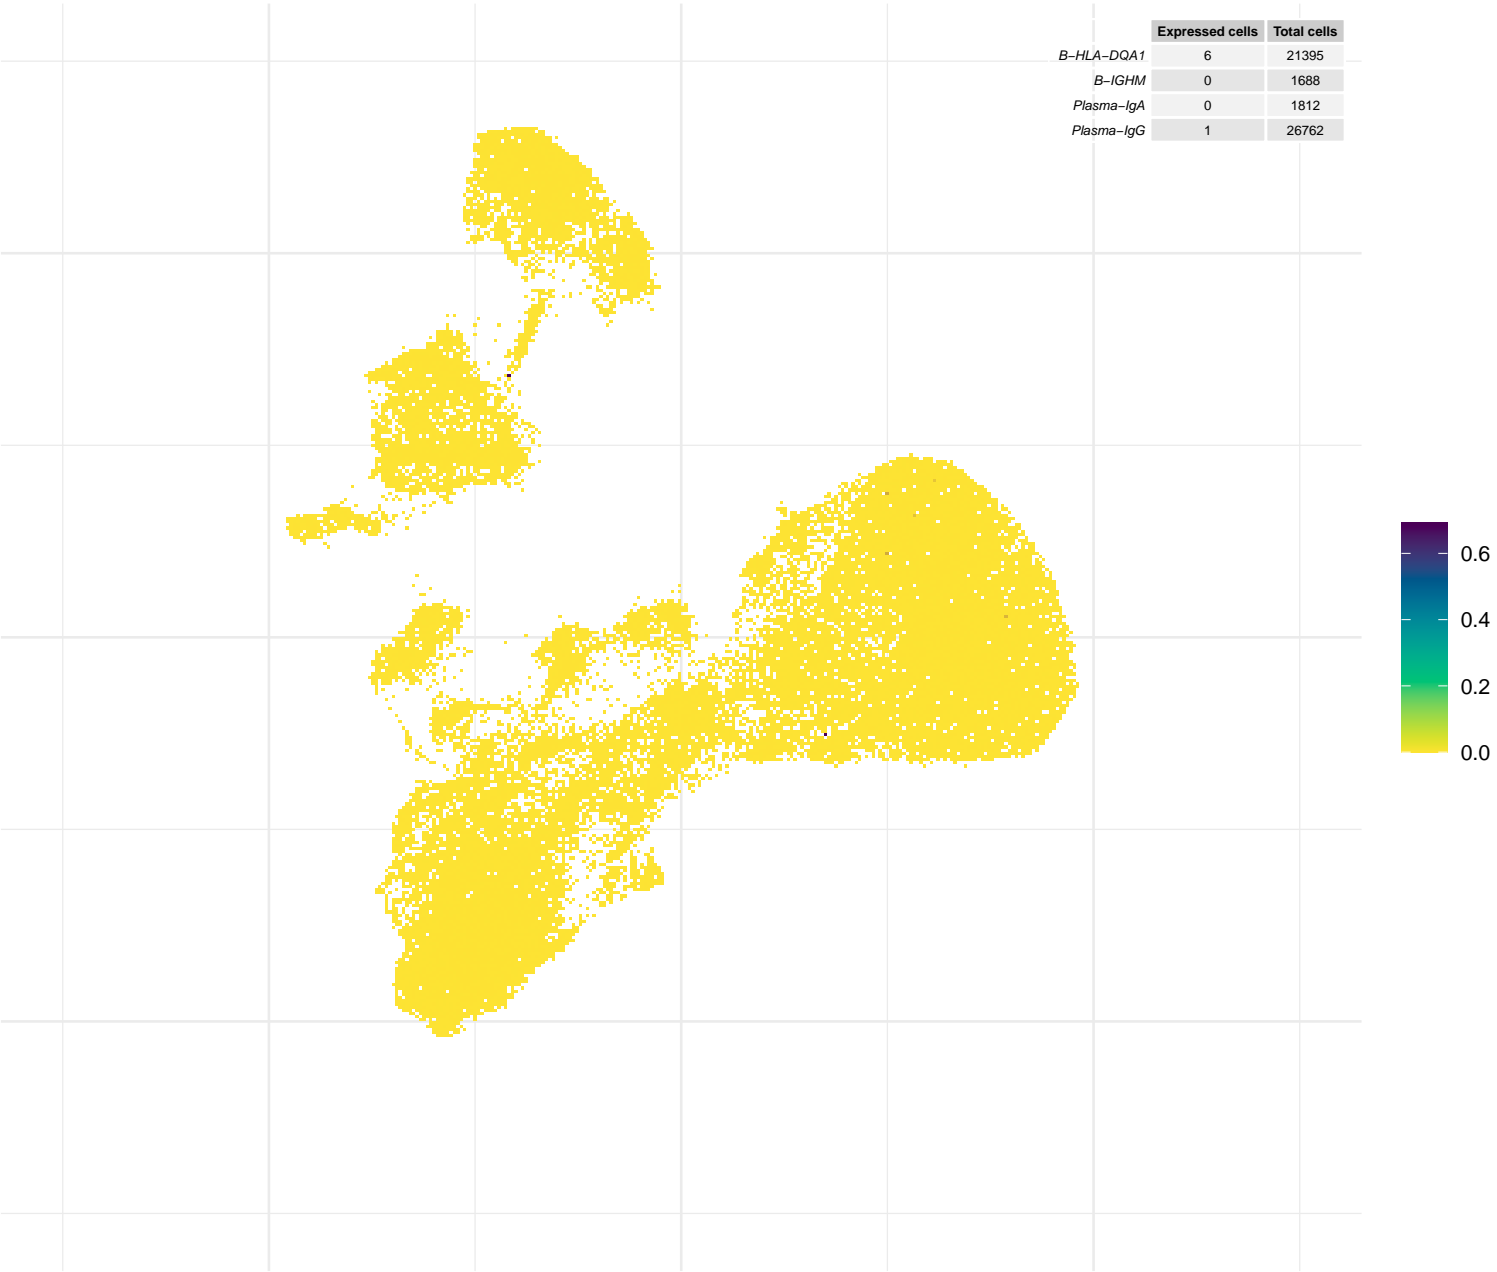 Expressed cells Total cells
B−HLA−DQA1 6 21395
B−IGHM 0 1688
Plasma−IgA 0 1812
Plasma−IgG 1 26762
0.6
0.4
0.2
0.0